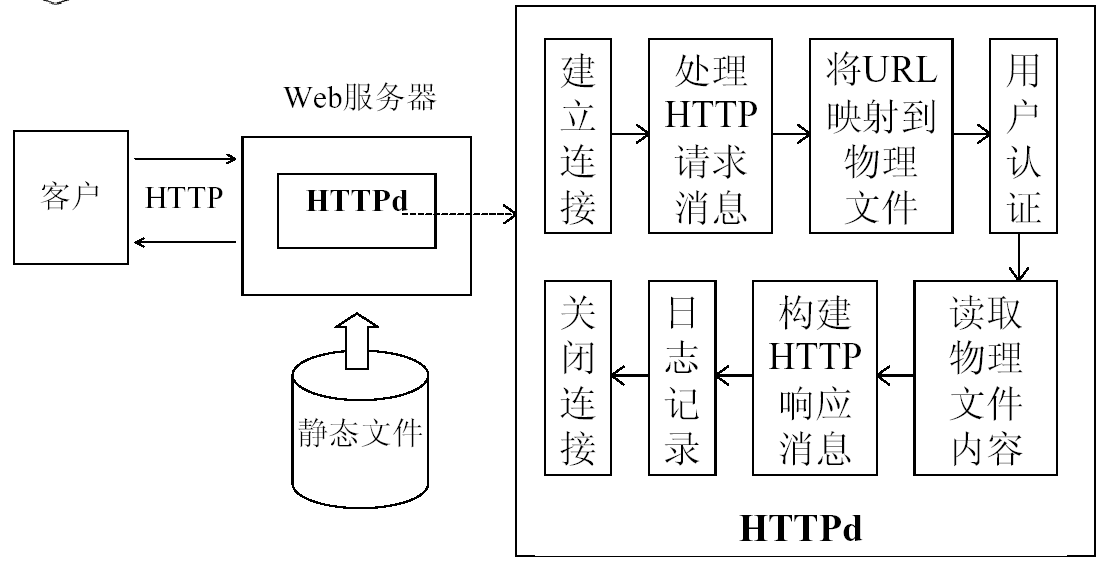 Web服务器
客户
HTTP
HTTPd
静态文件
建
立
连
接
处理
HTTP
请求
消息
将URL
映射到
物理
文件
用
户
认
证
读取
物理
文件
内容
构建
HTTP
响应
消息
日
志
记
录
关
闭
连
接
HTTPd